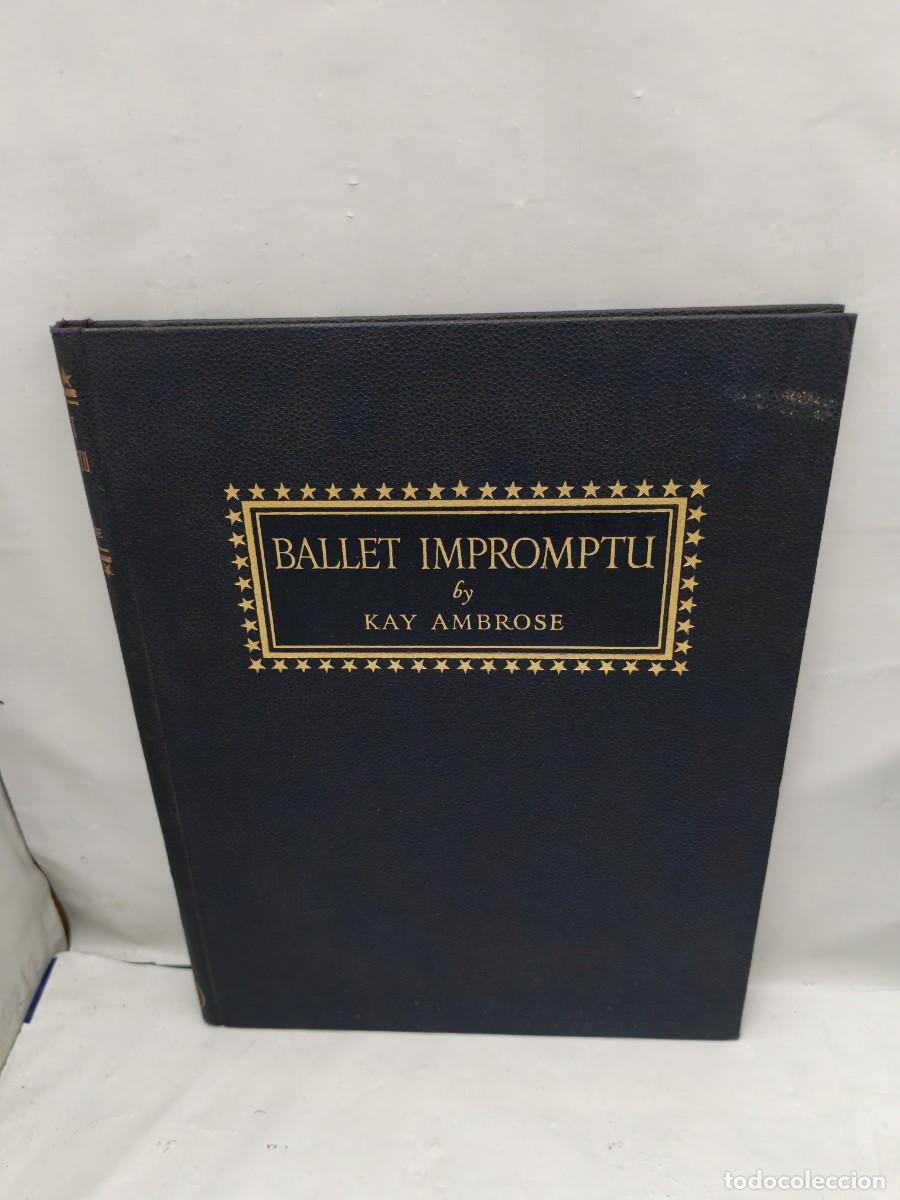 BALLET IMPROMPTU
by
KAY AMBROSE
todocoleccion